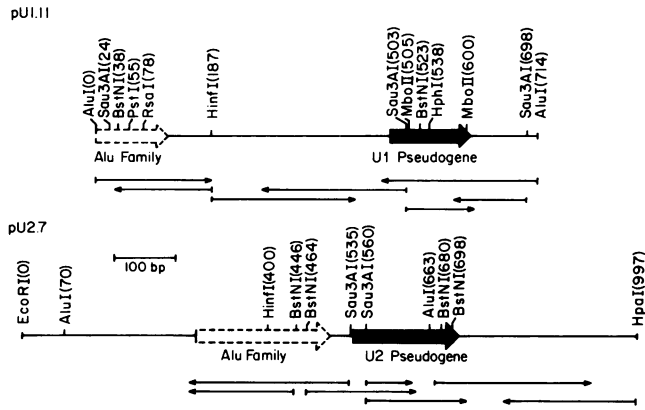 pU1.11
AluI(0)
Sau3AI(24)
BstNI(38)
PstI(55)
RsaI(78)
HinfI(187)
Sau3AI(503)
MboII(505)
BstNI(523)
HphI(538)
MboII(600)
Sau3AI(698)
AluI(714)
Alu Family
U1 Pseudogene
pU2.7
100 bp
EcoRI(0)
AluI(70)
HinfI(400)
BstNI(446)
BstNI(464)
Sau3AI(535)
Sau3AI(560)
AluI(663)
BstNI(680)
BstNI(698)
HpaI(997)
Alu Family
U2 Pseudogene